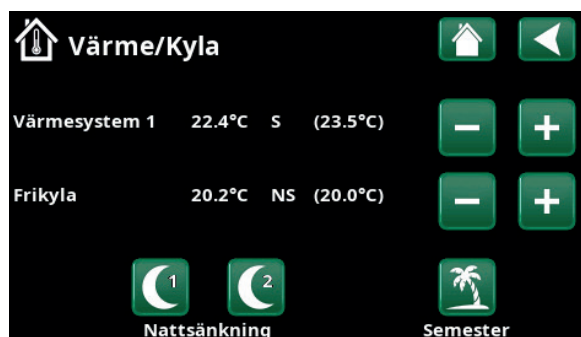 Värme/Kyla
Värmesystem 1 22.4°C S (23.5°C)
Frikyla 20.2°C NS (20.0°C)
1 2
Nattsänkning Semester